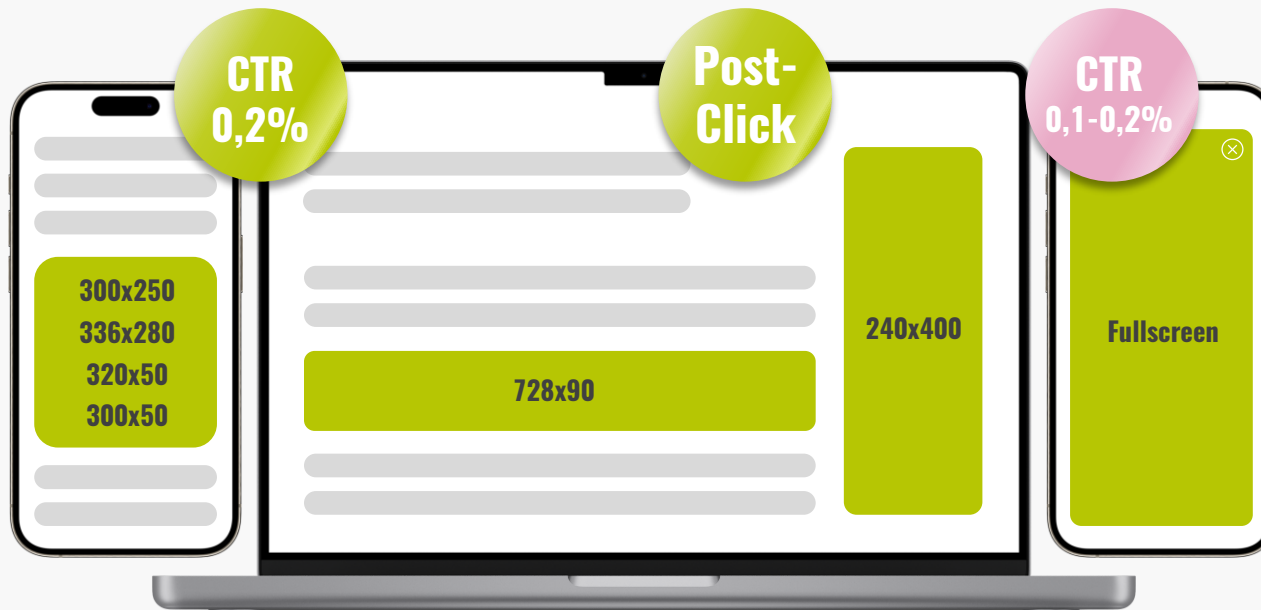 CTR
0,2%
Post-
Click
CTR
0,1-0,2%
300x250
336x280
320x50
300x50
728x90
240x400
Fullscreen